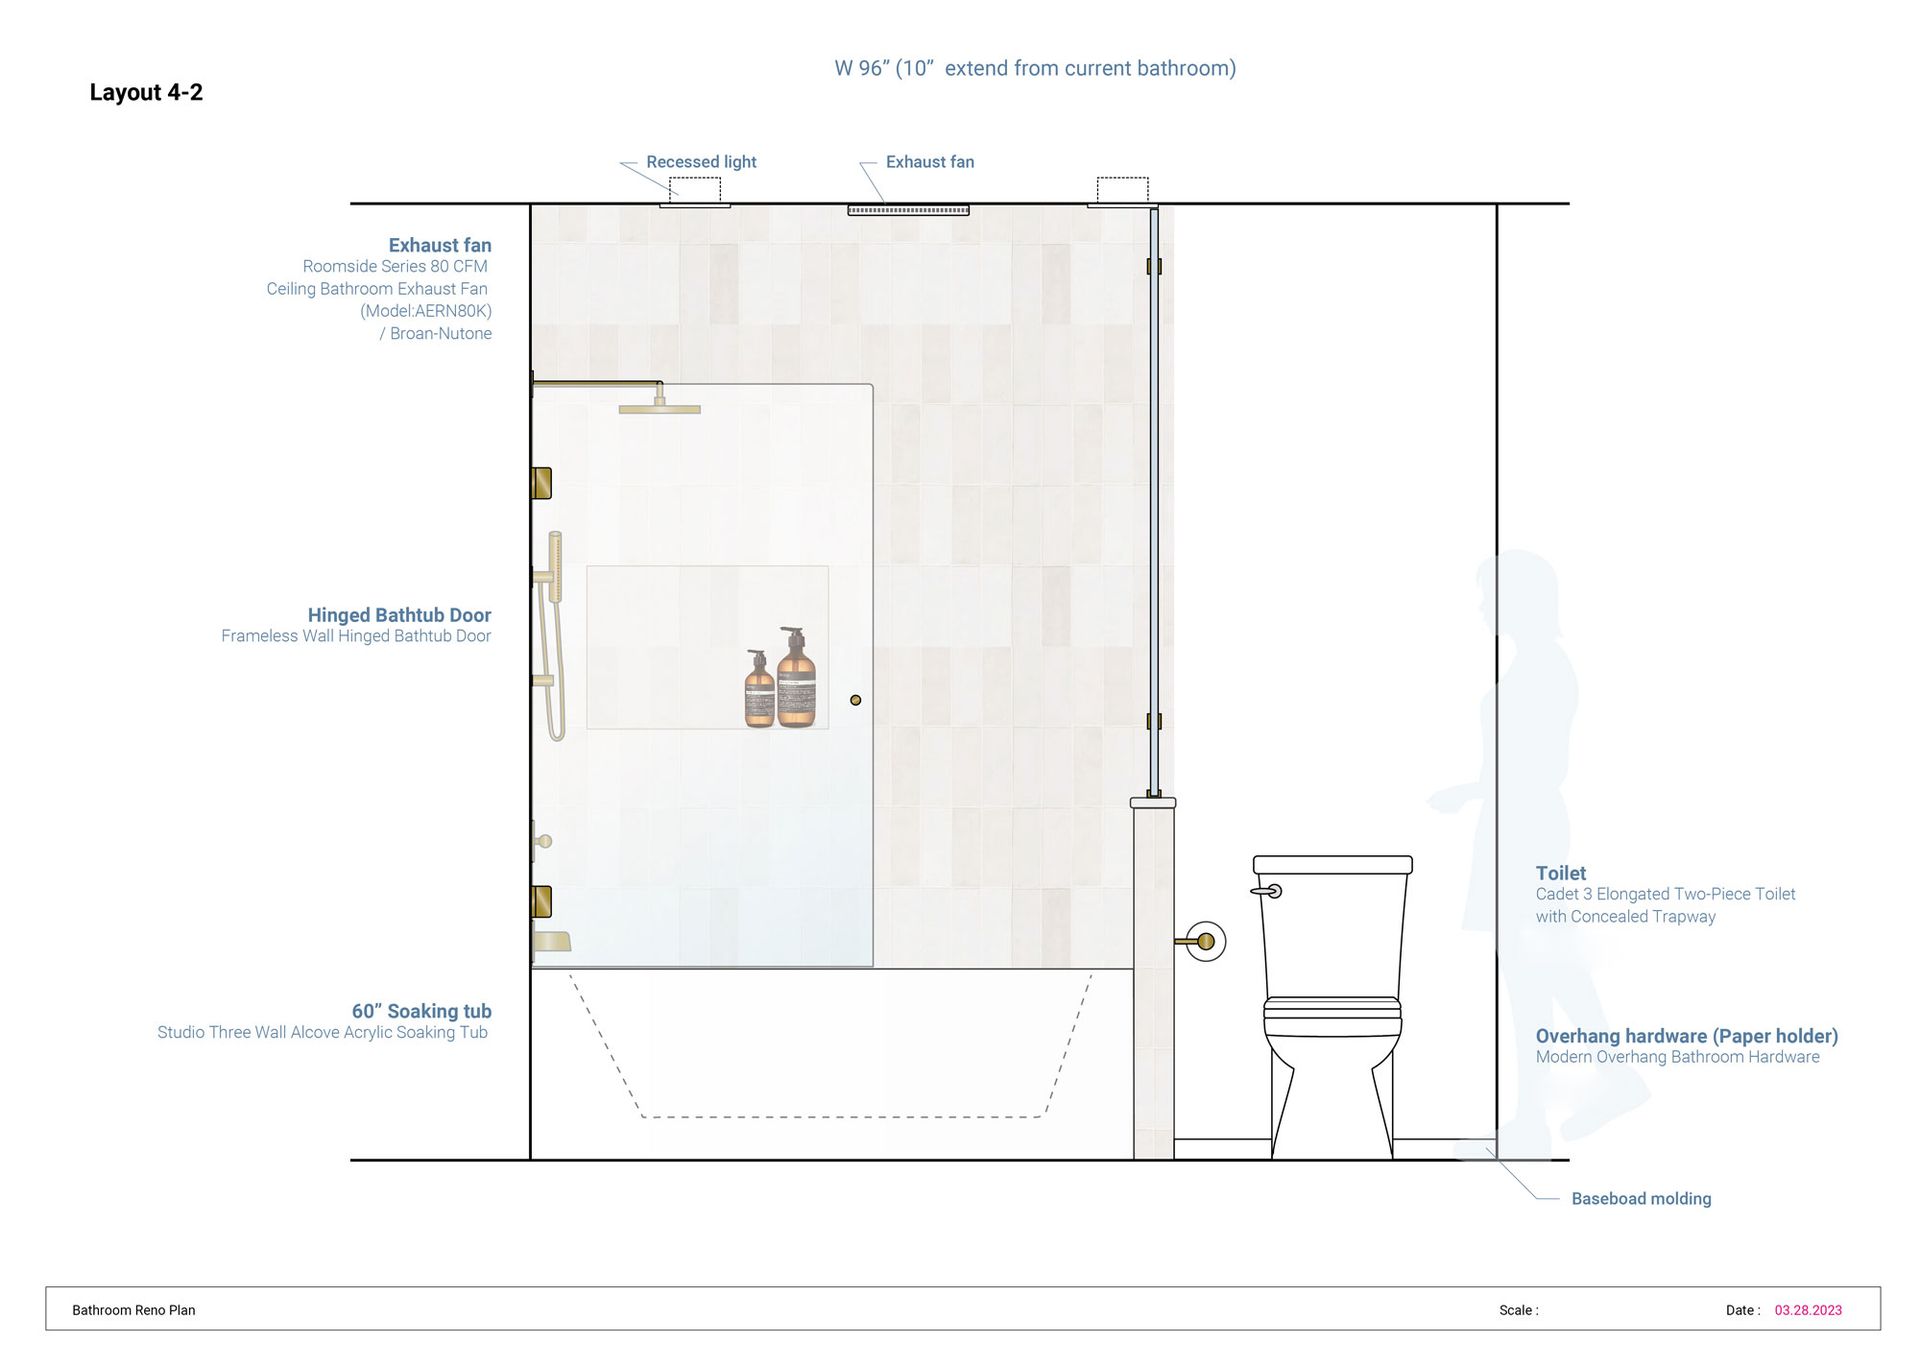 W 96” (10”  extend from current bathroom)
Layout 4-2
Recessed light
Exhaust fan
Exhaust fan
Roomside Series 80 CFM
Ceiling Bathroom Exhaust Fan
(Model:AERN80K)
/ Broan-Nutone
Hinged Bathtub Door
Frameless Wall Hinged Bathtub Door
Toilet
Cadet 3 Elongated Two-Piece Toilet
with Concealed Trapway
60” Soaking tub
Studio Three Wall Alcove Acrylic Soaking Tub
Overhang hardware (Paper holder)
Modern Overhang Bathroom Hardware
Baseboad molding
Bathroom Reno Plan
Scale :
Date : 03.28.2023